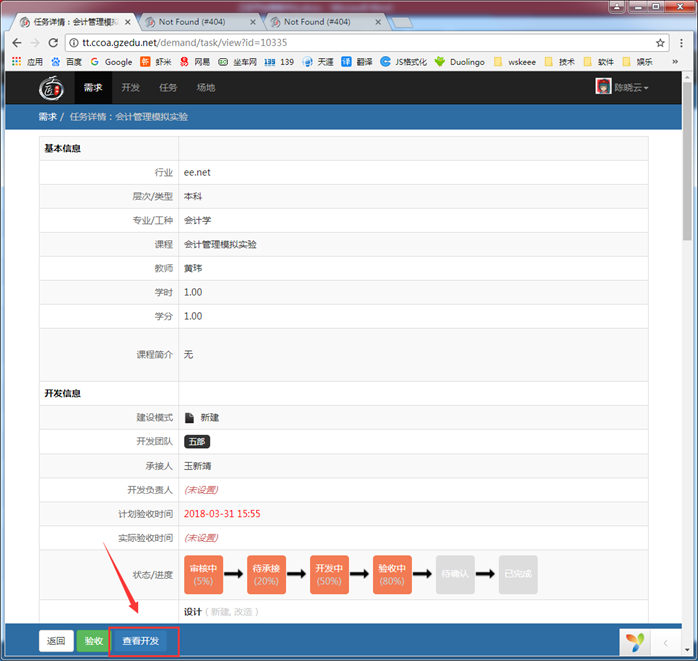 任务详情：会计管理模拟
Not Found (#404)
Not Found (#404)
tt.ccoa.gzedu.net/demand/task/view?id=10335
应用 百度 Google 虾米 网易 坐车网 139 天涯 翻译 JS格式化 Duolingo wskeee 技术 软件 娱乐 »
需求 开发 任务 场地 陈晓云
需求 / 任务详情：会计管理模拟实验
基本信息
行业 ee.net
层次/类型 本科
专业/工种 会计学
课程 会计管理模拟实验
教师 黄玮
学时 1.00
学分 1.00
课程简介 无
开发信息
建设模式 新建
开发团队 五部
承接人 玉新靖
开发负责人 (未设置)
计划验收时间 2018-03-31 15:55
实际验收时间 (未设置)
状态/进度 审核中 (5%) 待承接 (20%) 开发中 (50%) 验收中 (80%) 待确认 已完成
设计 ( 新建, 改造 )
返回 验收 查看开发